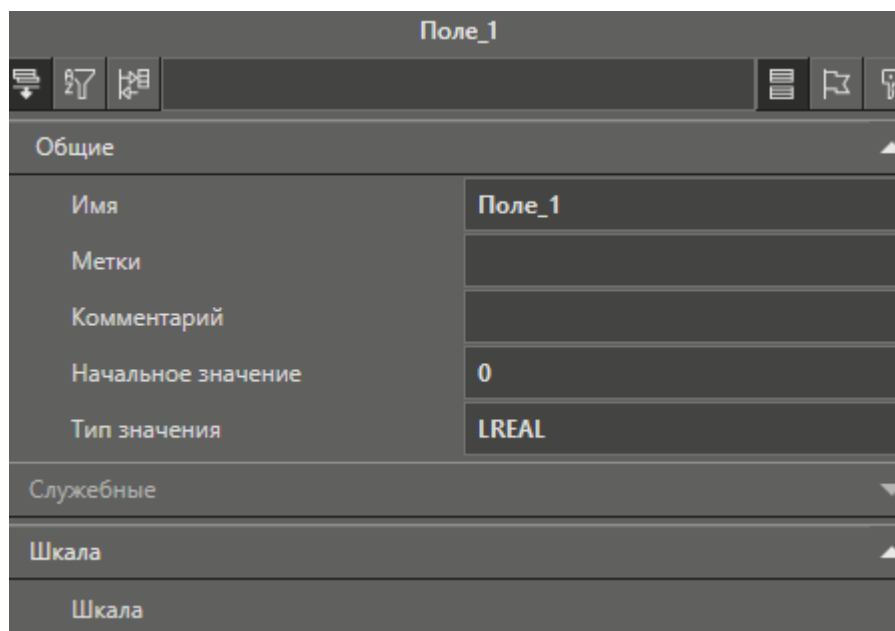 Поле_1
Общие
Имя Поле_1
Метки
Комментарий
Начальное значение 0
Тип значения LREAL
Служебные
Шкала
Шкала